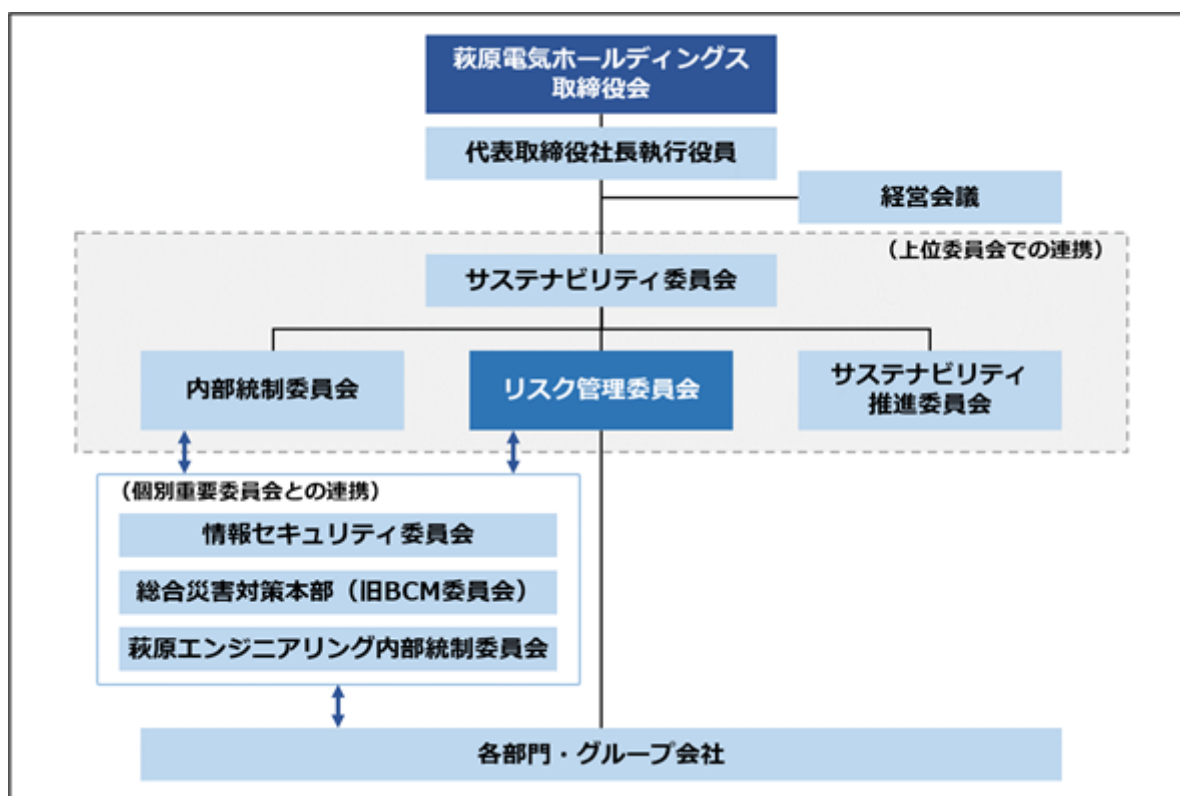 萩原電気ホールディングス
取締役会
代表取締役社長執行役員
経営会議
（上位委員会での連携）
サステナビリティ委員会
内部統制委員会
リスク管理委員会
サステナビリティ
推進委員会
（個別重要委員会との連携）
情報セキュリティ委員会
総合災害対策本部（旧BCM委員会）
萩原エンジニアリング内部統制委員会
各部門・グループ会社